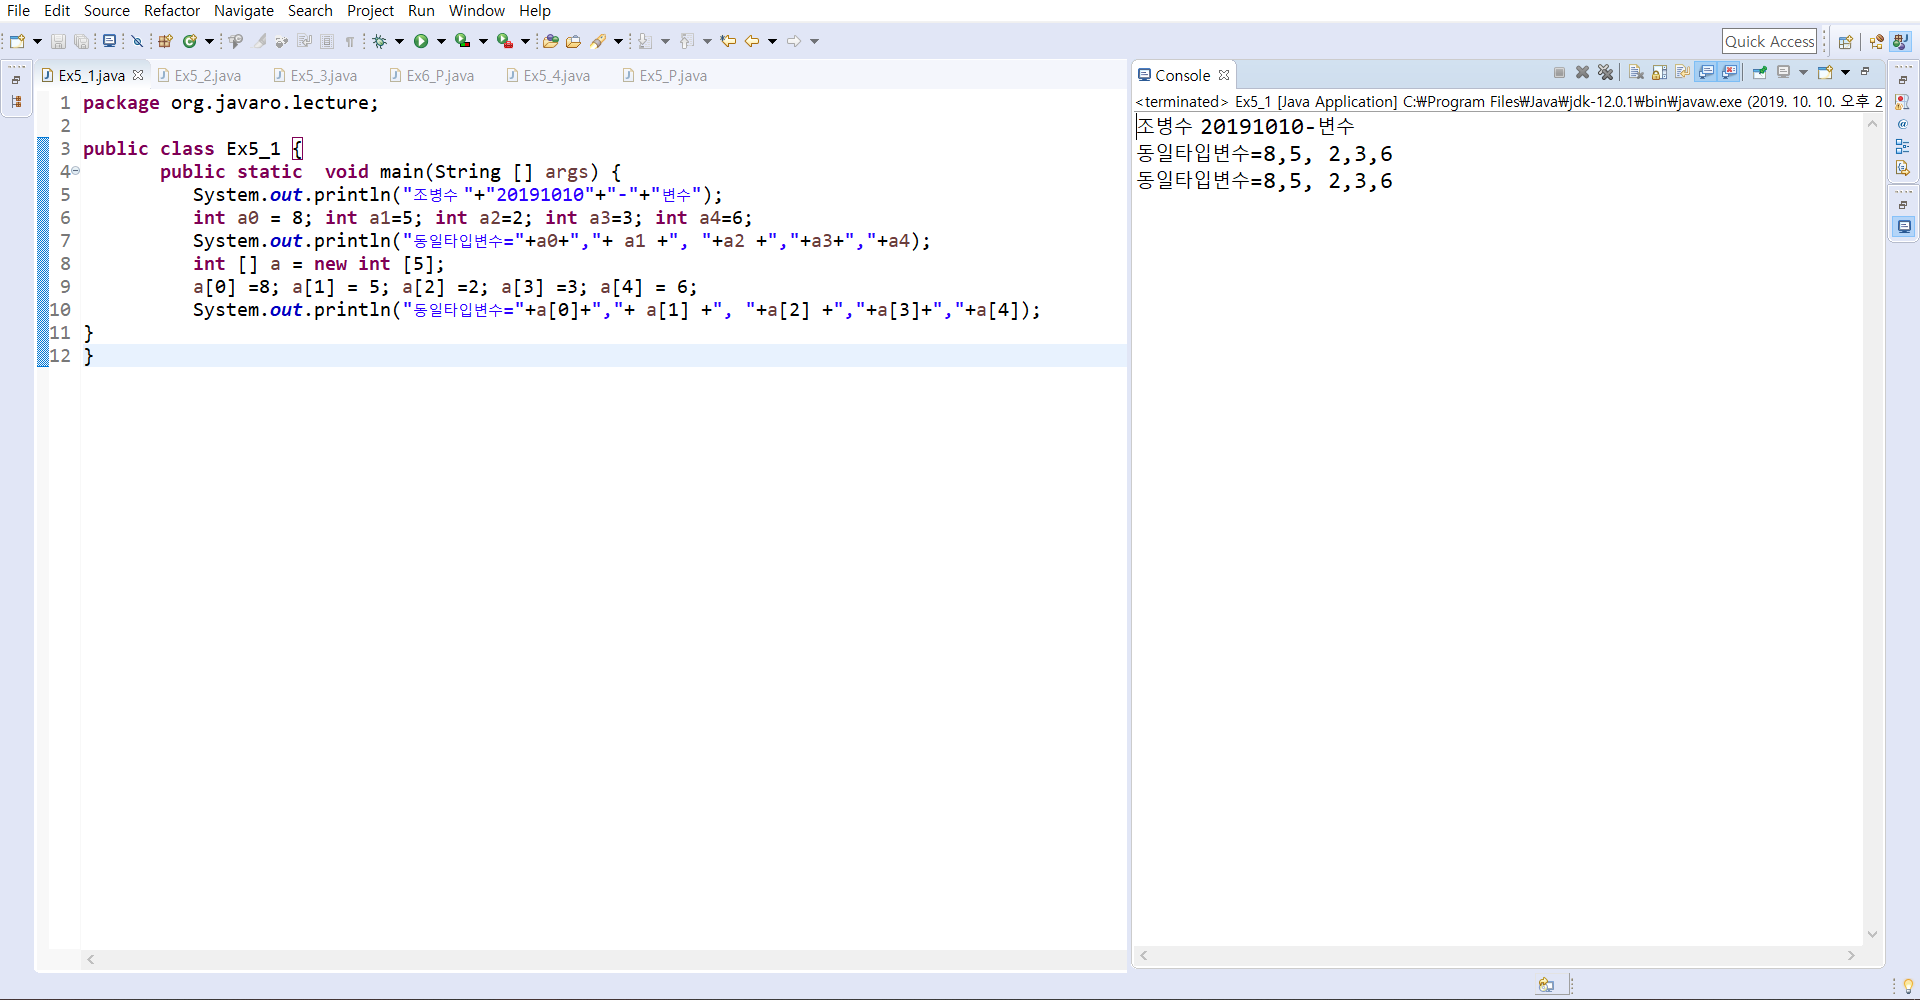 File Edit Source Refactor Navigate Search Project Run Window Help
Quick Access
Ex5_1.java Ex5_2.java Ex5_3.java Ex6_P.java Ex5_4.java Ex5_P.java
1 package org.javaro.lecture;
2
3 public class Ex5_1 {
4 public static  void main(String [] args) {
5 System.out.println("조병수 "+"20191010"+"-"+"변수");
6 int a0 = 8; int a1=5; int a2=2; int a3=3; int a4=6;
7 System.out.println("동일타입변수="+a0+","+ a1 +", "+a2 +","+a3+","+a4);
8 int [] a = new int [5];
9 a[0] =8; a[1] = 5; a[2] =2; a[3] =3; a[4] = 6;
10 System.out.println("동일타입변수="+a[0]+","+ a[1] +", "+a[2] +","+a[3]+","+a[4]);
11 }
12 }
Console
<terminated> Ex5_1 [Java Application] C:₩Program Files₩Java₩jdk-12.0.1₩bin₩javaw.exe (2019. 10. 10. 오후 2
조병수 20191010-변수
동일타입변수=8,5, 2,3,6
동일타입변수=8,5, 2,3,6